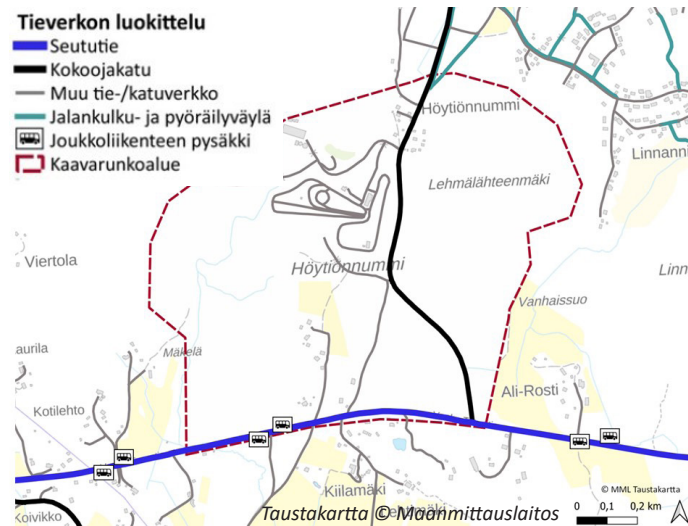 Tieverkon luokittelu
Seututie
Kokoojakatu
Muu tie-/katuverkko
Jalankulku- ja pyöräilyväylä
Joukkoliikenteen pysäkki
Kaavarunkoalue
Höytiönnummi
Linnanni
Lehmälähteenmäki
Viertola
Höytiönnummi
Linn
Vanhaissuo
aurila
Mäkelä
Ali-Rosti
Kotilehto
Kiilamäki
Koivikko
© MML Taustakartta
Taustakartta © Maanmittauslaitos
0 0,1 0,2 km